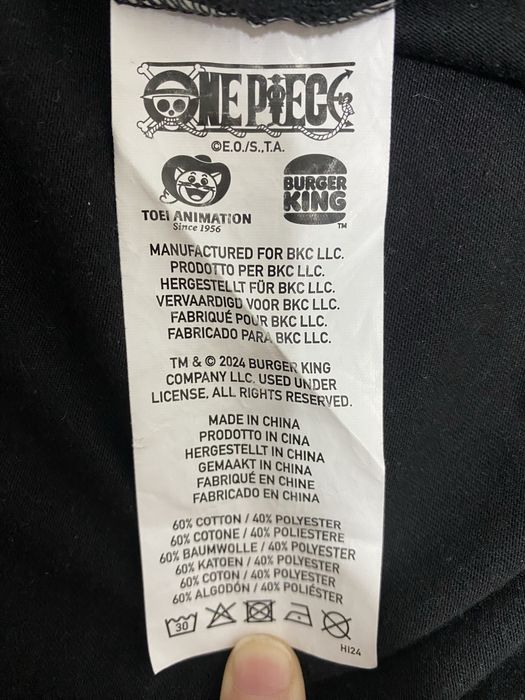 ONE PIECE
©E.O./S.,T.A.
TOEI ANIMATION
Since 1956
BURGER
KING
TM
MANUFACTURED FOR BKC LLC.
PRODOTTO PER BKC LLC.
HERGESTELLT FÜR BKC LLC.
VERVAARDIGD VOOR BKC LLC.
FABRIQUÉ POUR BKC LLC.
FABRICADO PARA BKC LLC.
TM & © 2024 BURGER KING
COMPANY LLC. USED UNDER
LICENSE, ALL RIGHTS RESERVED.
MADE IN CHINA
PRODOTTO IN CINA
HERGESTELLT IN CHINA
GEMAAKT IN CHINA
FABRIQUÉ EN CHINE
FABRICADO EN CHINA
60% COTTON / 40% POLYESTER
60% COTONE / 40% POLIESTERE
60% BAUMWOLLE / 40% POLYESTER
60% KATOEN / 40% POLYESTER
60% COTON / 40% POLYESTER
60% ALGODÓN / 40% POLIÉSTER
30
HI24